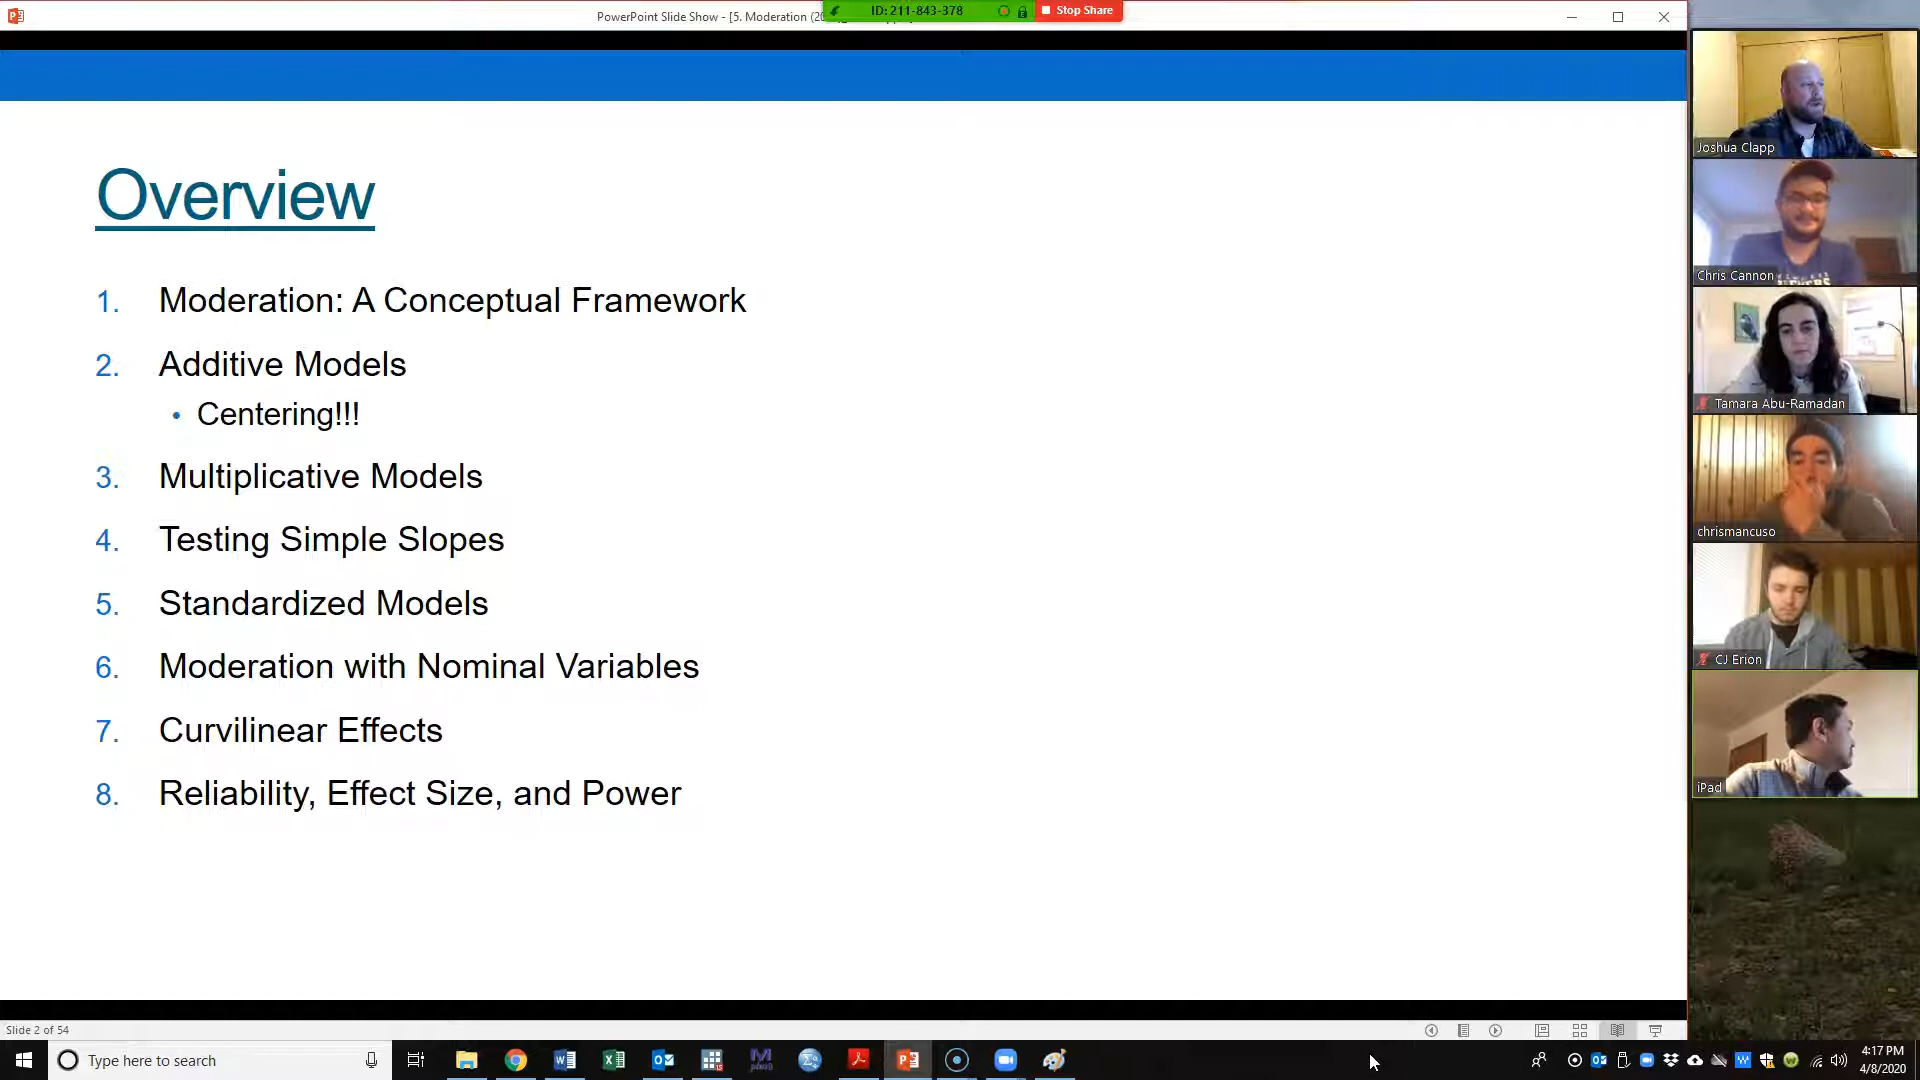 PowerPoint Slide Show - [5. Moderation (20
ID: 211-843-378
Stop Share
Overview
1. Moderation: A Conceptual Framework
2. Additive Models
• Centering!!!
3. Multiplicative Models
4. Testing Simple Slopes
5. Standardized Models
6. Moderation with Nominal Variables
7. Curvilinear Effects
8. Reliability, Effect Size, and Power
Joshua Clapp
Chris Cannon
Tamara Abu-Ramadan
chrismancuso
CJ Erion
iPad
Slide 2 of 54
Type here to search
4:17 PM
4/8/2020